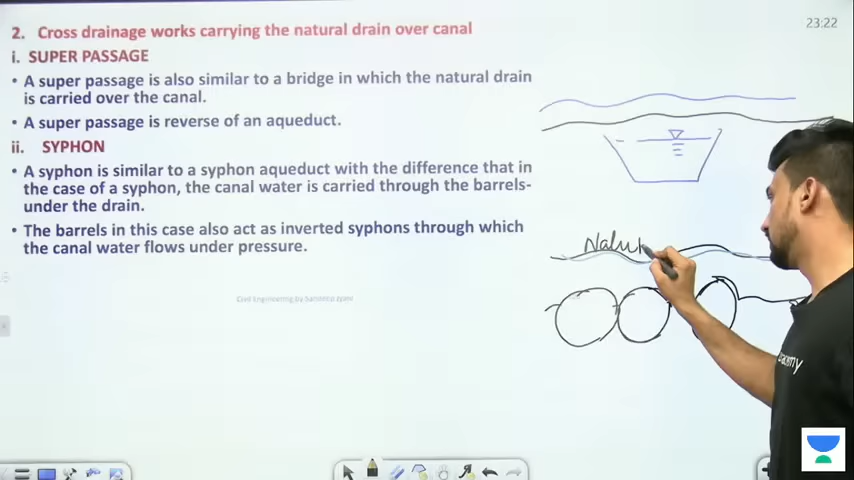 23:22
2. Cross drainage works carrying the natural drain over canal
i. SUPER PASSAGE
• A super passage is also similar to a bridge in which the natural drain
is carried over the canal.
• A super passage is reverse of an aqueduct.
ii. SYPHON
• A syphon is similar to a syphon aqueduct with the difference that in
the case of a syphon, the canal water is carried through the barrels-
under the drain.
• The barrels in this case also act as inverted syphons through which
the canal water flows under pressure.
Natu
Civil Engineering by Sandeep Jyani